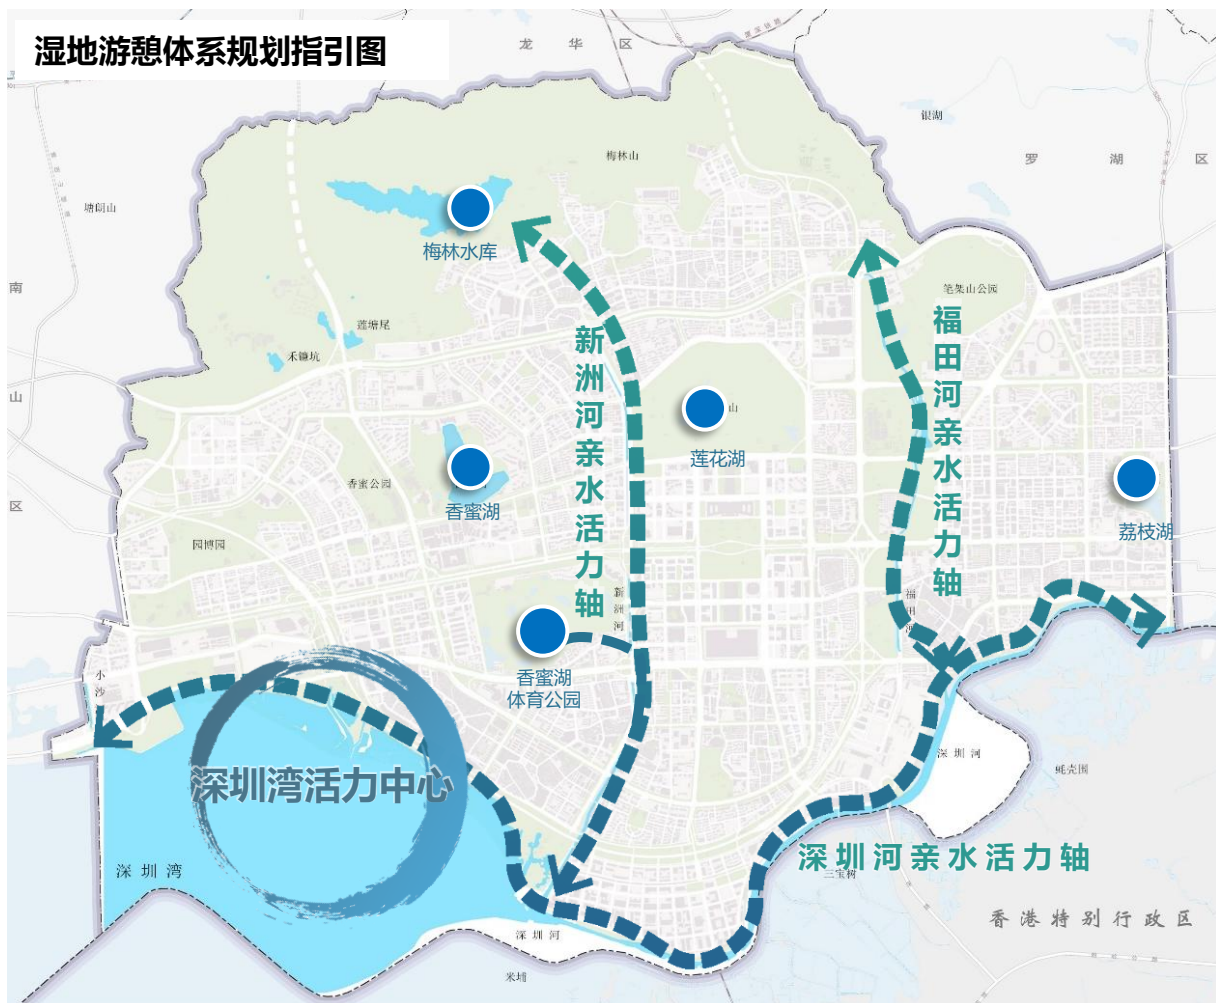 湿地游憩体系规划指引图
龙华区
银湖
罗湖区
梅林山
塘朗山
梅林水库
南山区
笔架山公园
莲塘尾
禾镰坑
新洲河亲水活力轴
福田河亲水活力轴
山
莲花湖
香蜜公园
香蜜湖
荔枝湖
园博园
新洲河
福田河
小沙
香蜜湖
体育公园
深圳河
蚝壳围
深圳湾活力中心
深圳湾
深圳河亲水活力轴
三宝树
香港特别行政区
深圳河
米埔